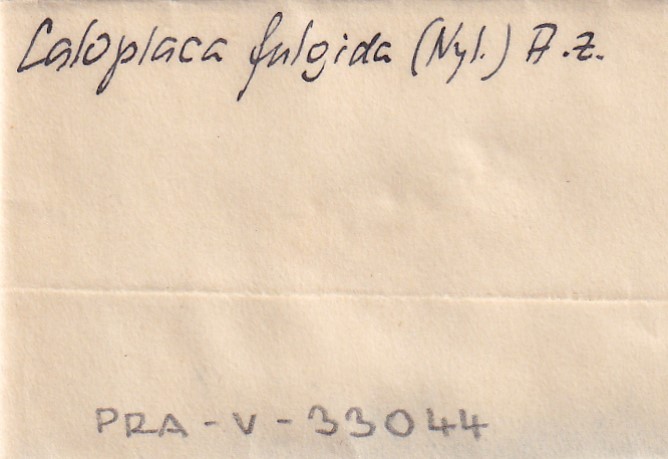 Caloplaca fulgida (Nyl.) A.Z.
PRA-V-33044